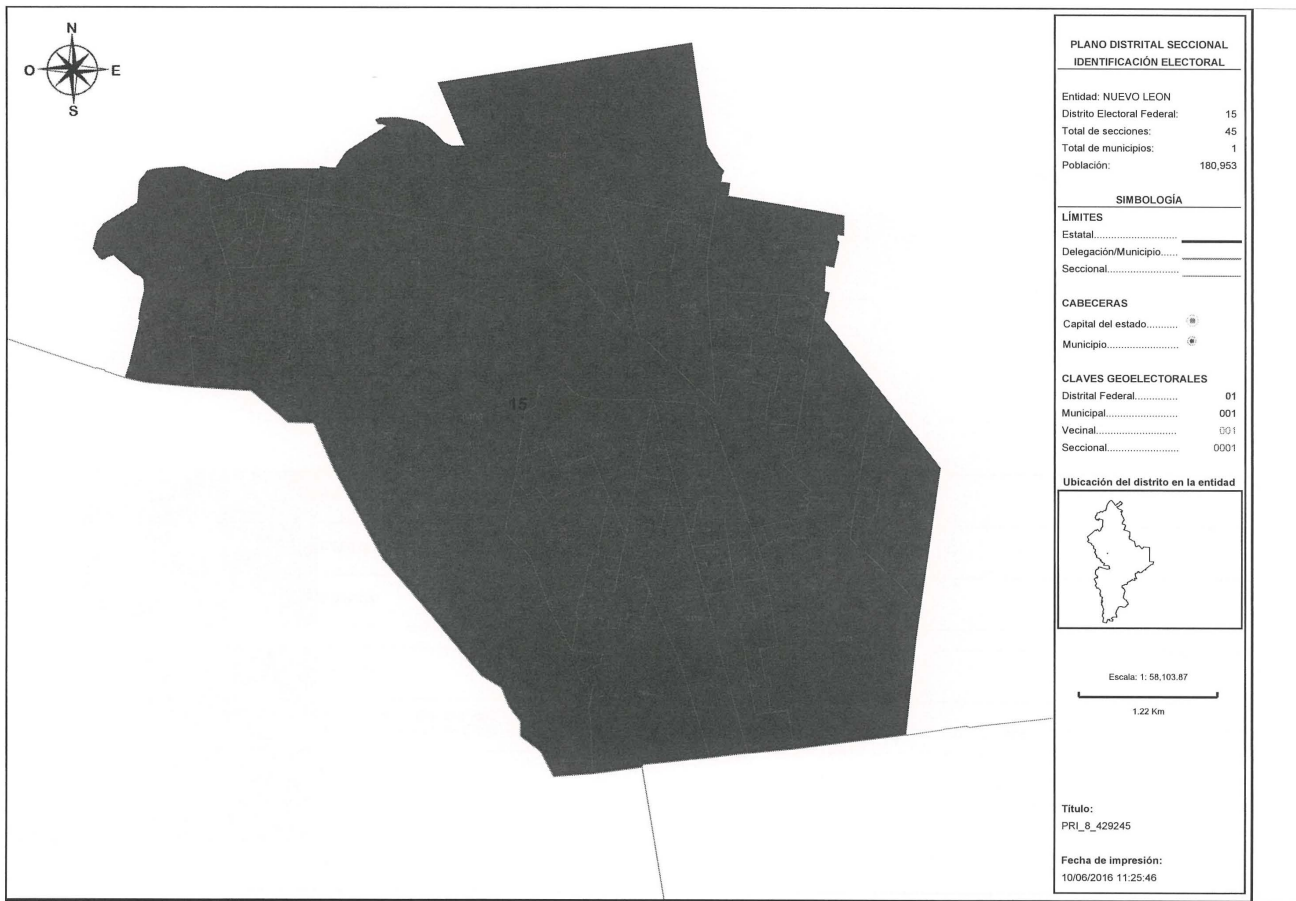 N
O E
S
15
PLANO DISTRITAL SECCIONAL
IDENTIFICACIÓN ELECTORAL
Entidad: NUEVO LEON
Distrito Electoral Federal: 15
Total de secciones: 45
Total de municipios: 1
Población: 180,953
SIMBOLOGÍA
LÍMITES
Estatal............................
Delegación/Municipio......
Seccional........................
CABECERAS
Capital del estado...........
Municipio........................
CLAVES GEOELECTORALES
Distrital Federal.............. 01
Municipal........................ 001
Vecinal........................... 001
Seccional........................ 0001
Ubicación del distrito en la entidad
Escala: 1: 58,103.87
1.22 Km
Título:
PRI_8_429245
Fecha de impresión:
10/06/2016 11:25:46